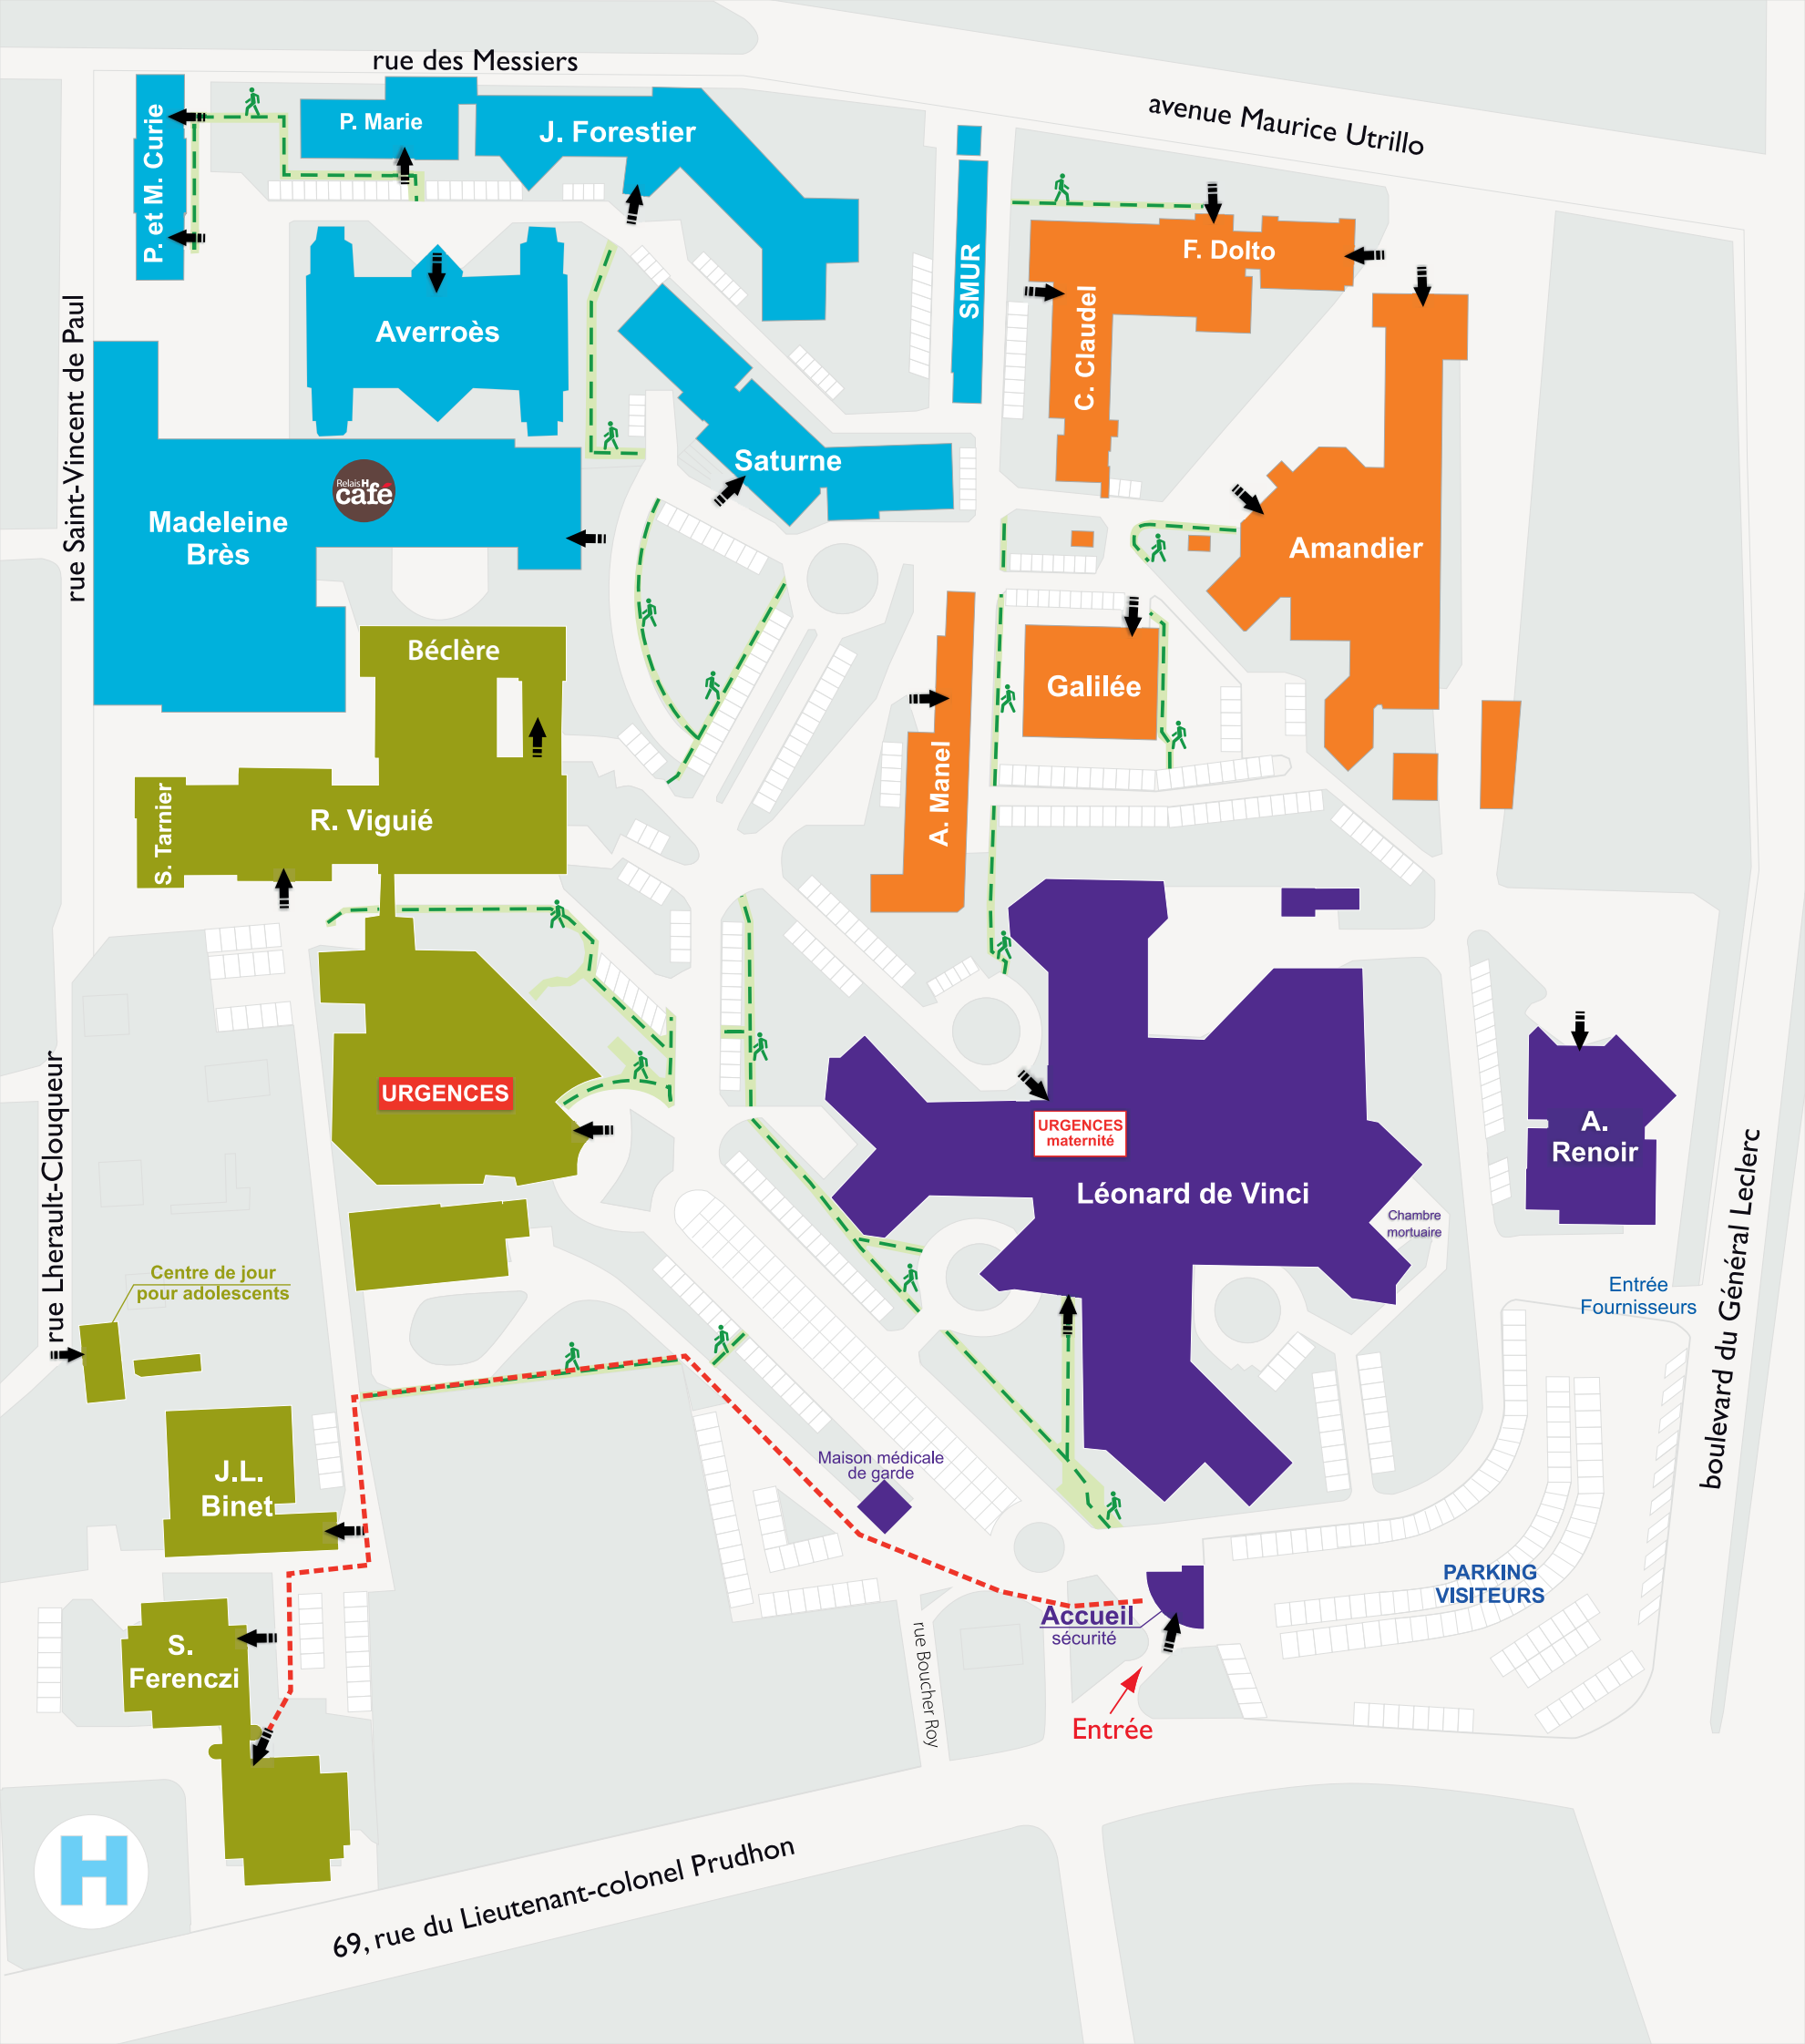 rue des Messiers
avenue Maurice Utrillo
P. et M. Curie
P. Marie
J. Forestier
SMUR
F. Dolto
C. Claudel
Averroès
rue Saint-Vincent de Paul
Saturne
Relais H
café
Madeleine
Brès
Amandier
Béclère
Galilée
A. Manel
S. Tarnier
R. Viguié
URGENCES
URGENCES
maternité
A.
Renoir
Léonard de Vinci
Chambre
mortuaire
rue Lherault-Clouqueur
boulevard du Général Leclerc
Centre de jour
pour adolescents
Entrée
Fournisseurs
J.L.
Binet
Maison médicale
de garde
PARKING
VISITEURS
Accueil
sécurité
S.
Ferenczi
rue Boucher Roy
Entrée
H
69, rue du Lieutenant-colonel Prudhon